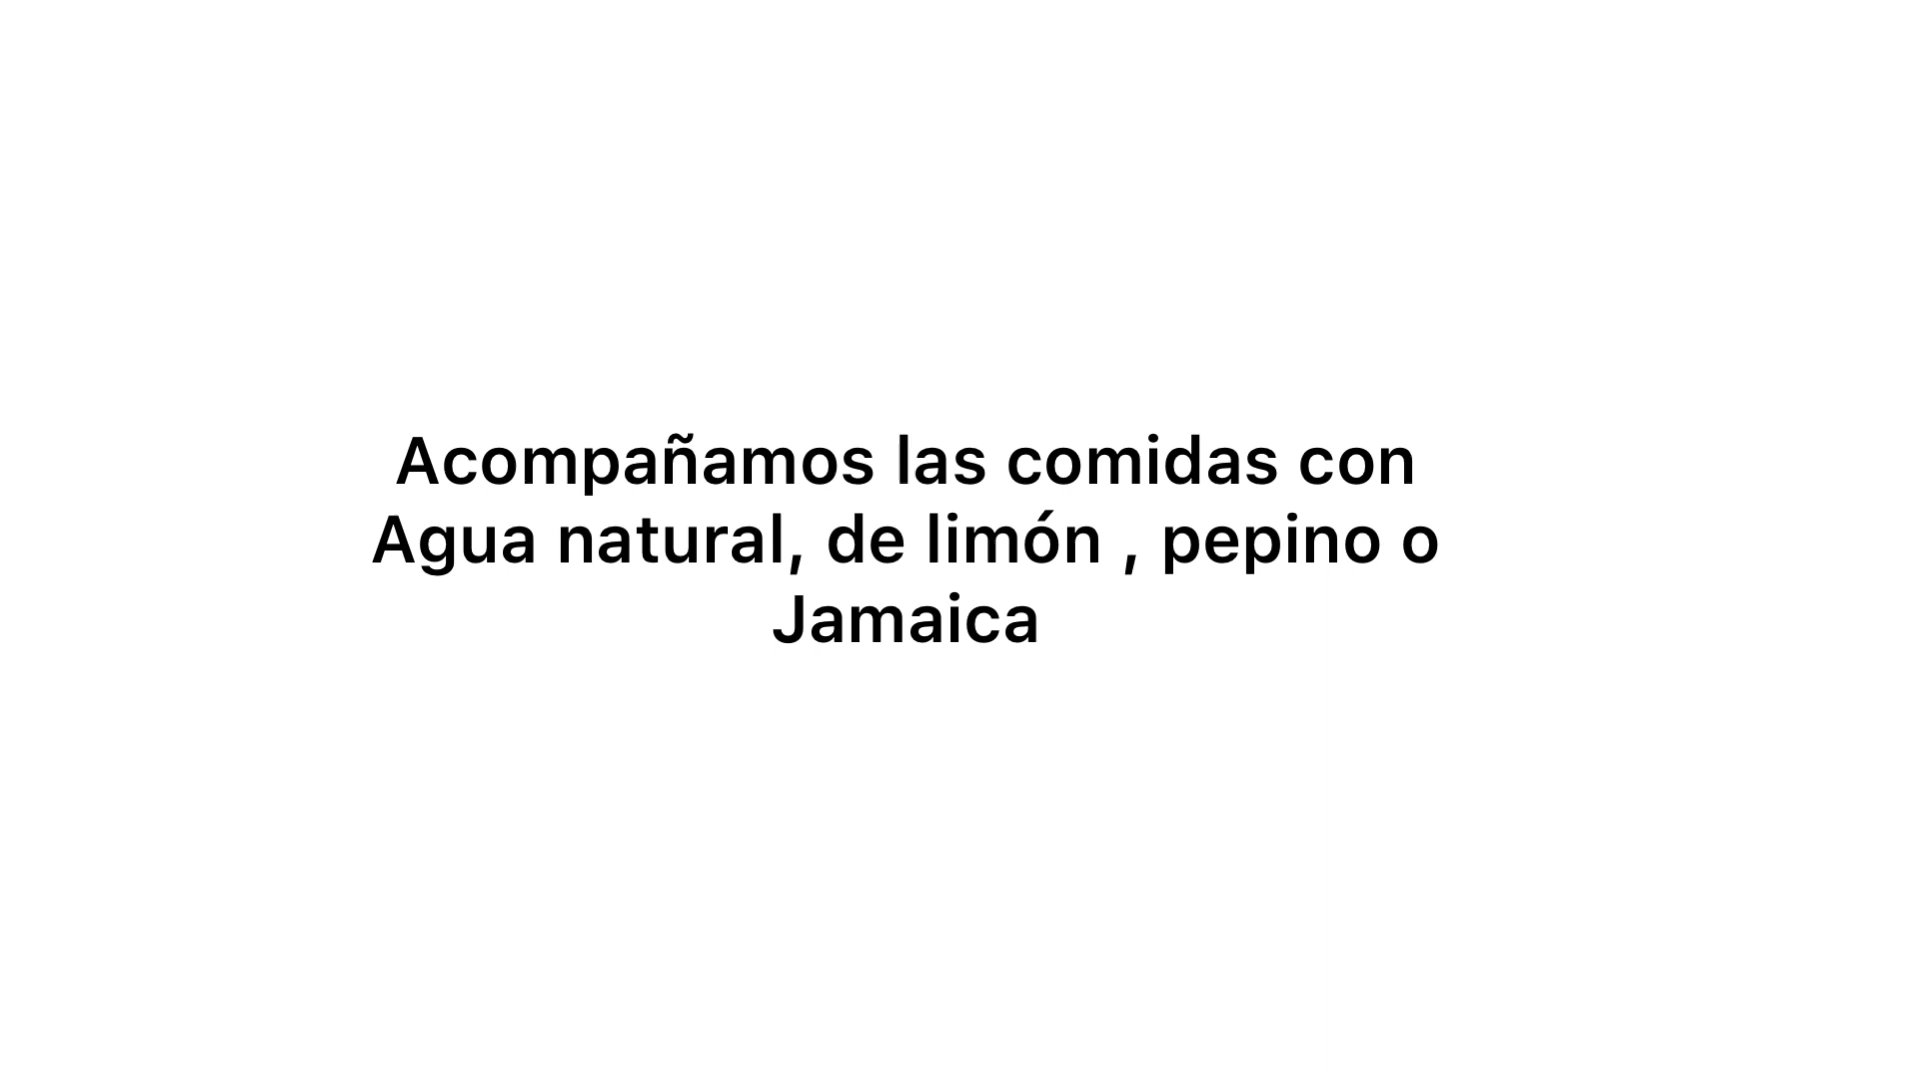 Acompañamos las comidas con
Agua natural, de limón , pepino o
Jamaica